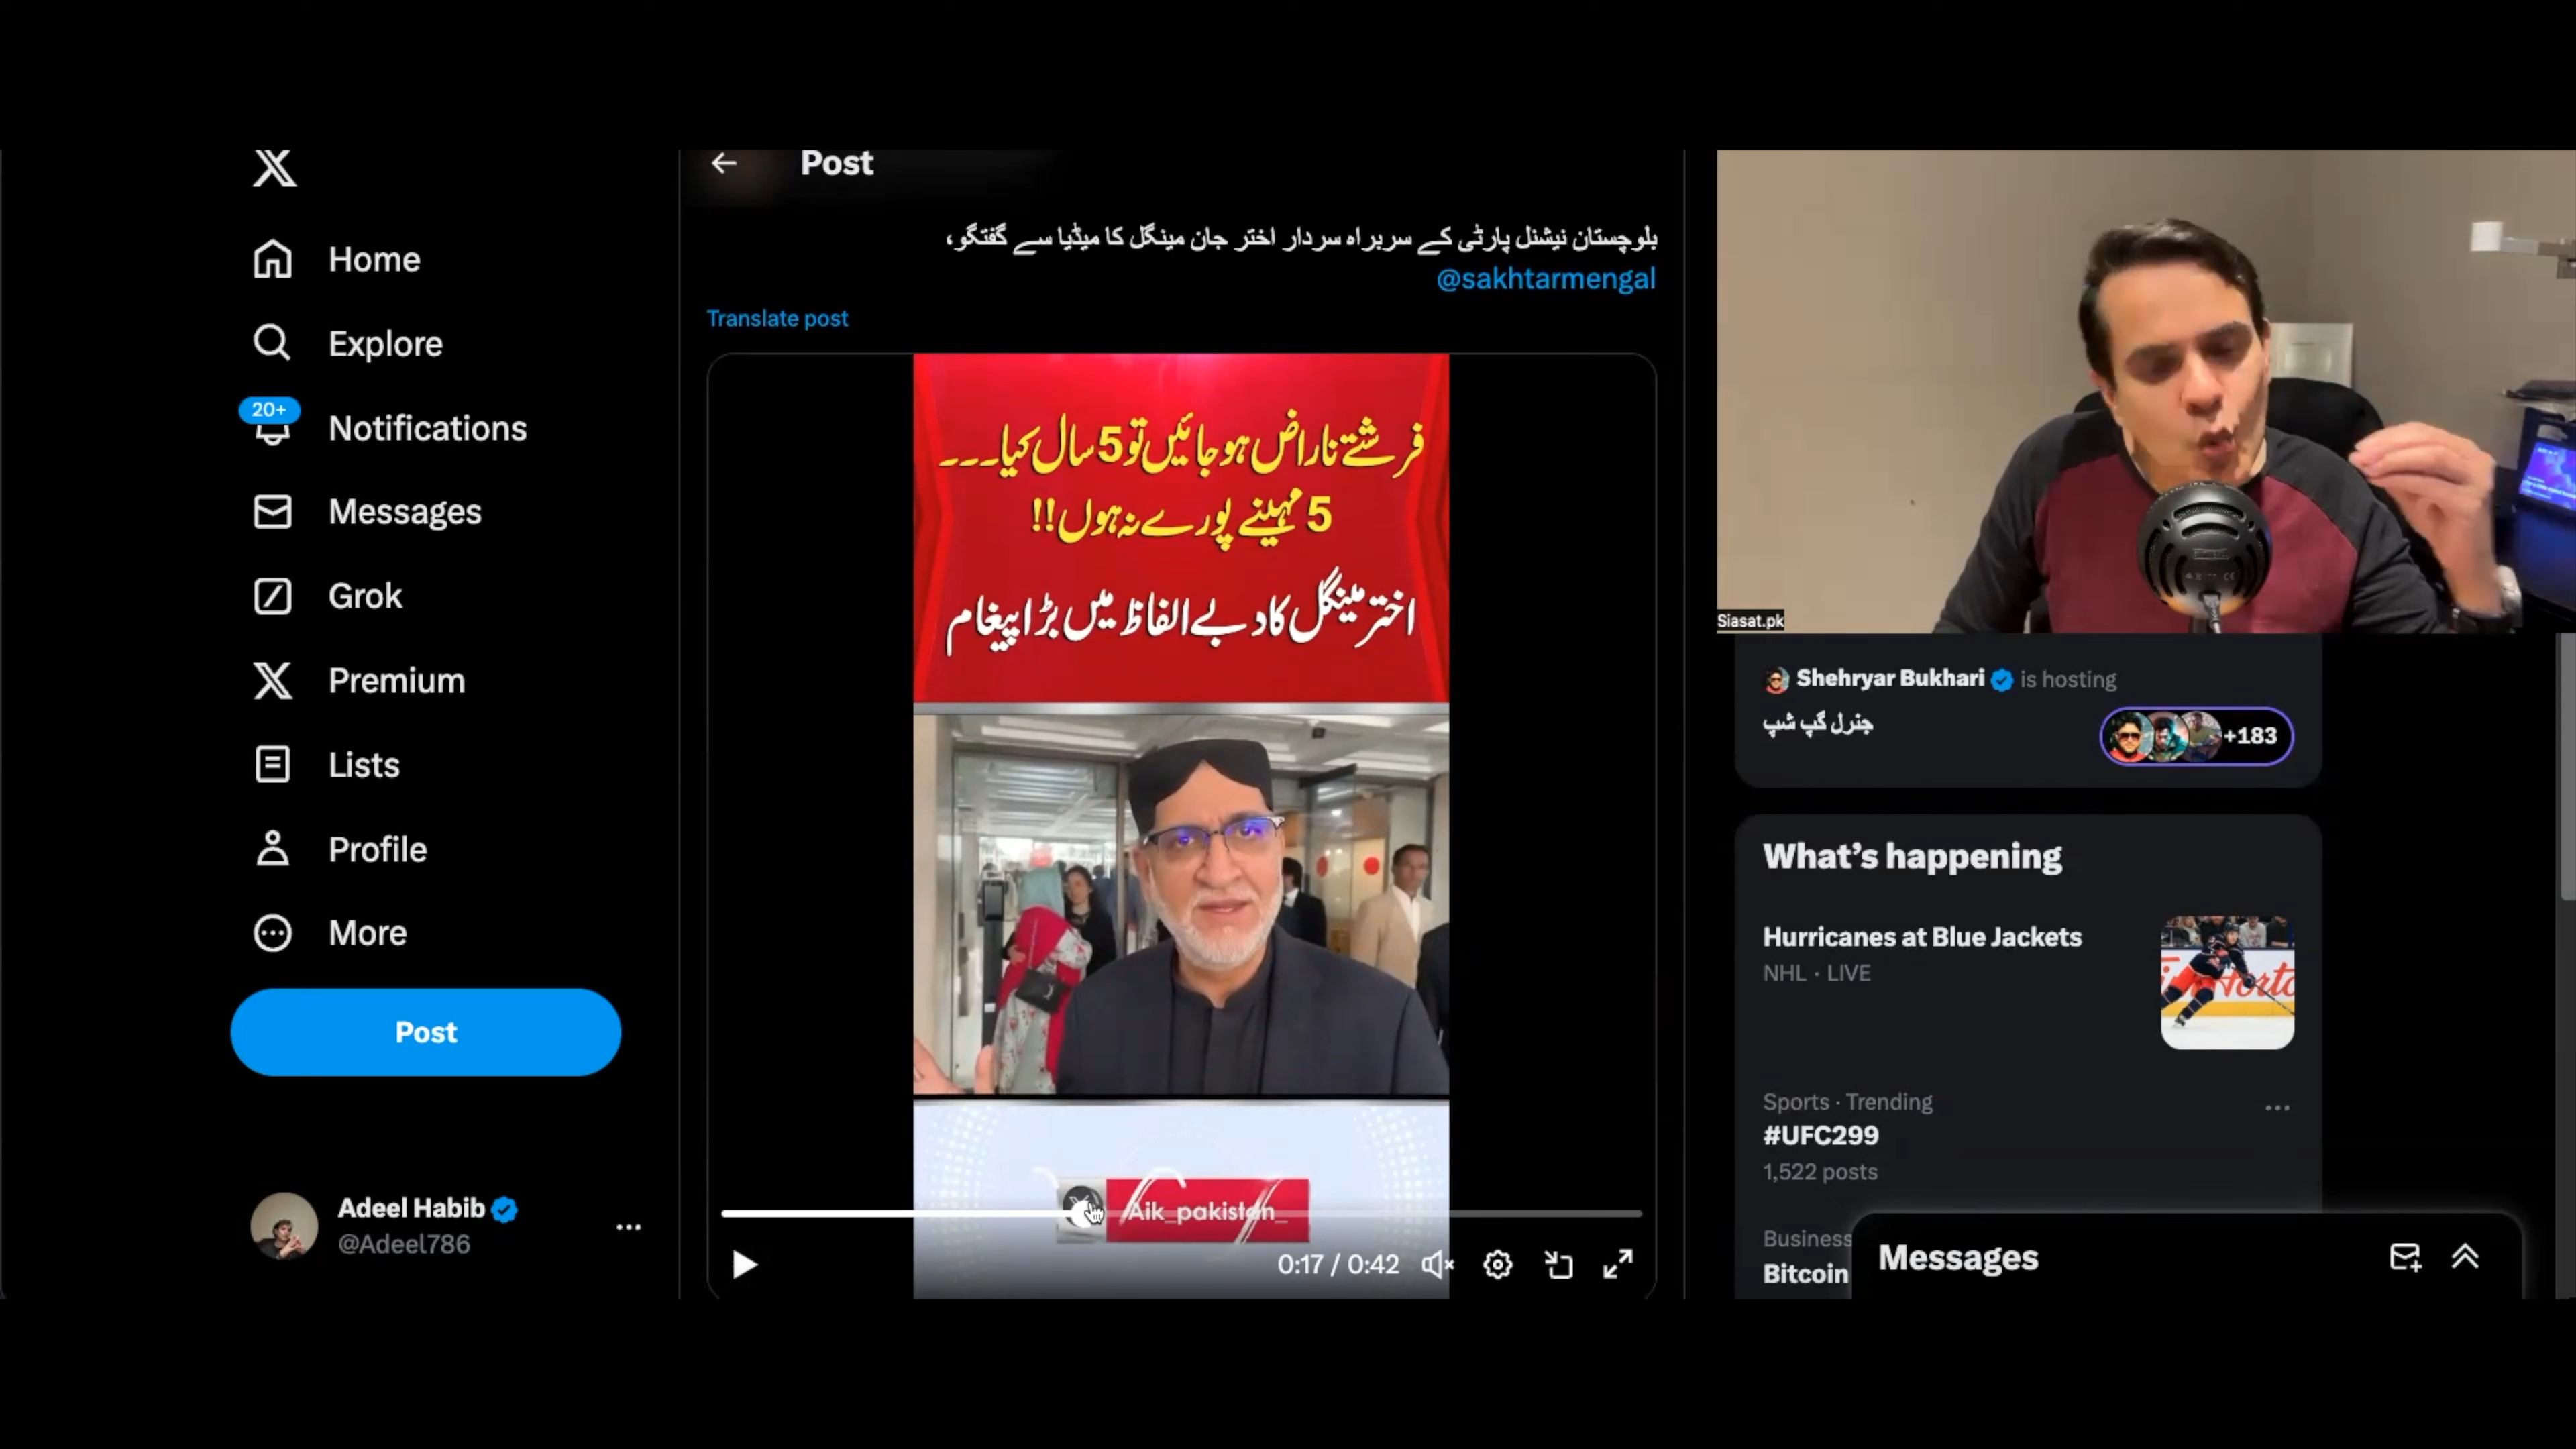 Home
Explore
20+
Notifications
Messages
Grok
Premium
Lists
Profile
More
Post
Adeel Habib
@Adeel786
Post
بلوچستان نیشنل پارٹی کے سربراہ سردار اختر جان مینگل کا میڈیا سے گفتگو،
@sakhtarmengal
Translate post
فرشتے ناراض ہو جائیں تو 5 سال کیا۔۔۔
5 مہینے پورے نہ ہوں!!
اختر مینگل کا دبے الفاظ میں بڑا پیغام
Aik_pakistan_
0:17 / 0:42
Siasat.pk
Shehryar Bukhari is hosting
جنرل گپ شپ
+183
What's happening
Hurricanes at Blue Jackets
NHL · LIVE
Sports · Trending
#UFC299
1,522 posts
Business
Bitcoin
Messages